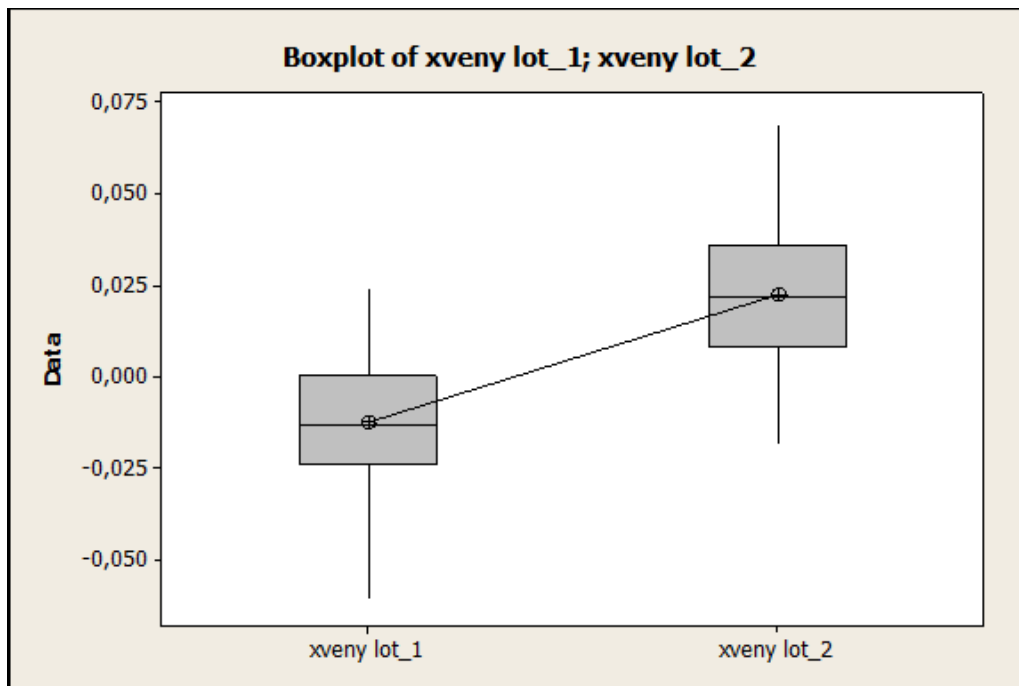 Boxplot of xveny lot_1; xveny lot_2
0,075
0,050
0,025
0,000
-0,025
-0,050
Data
xveny lot_1 xveny lot_2